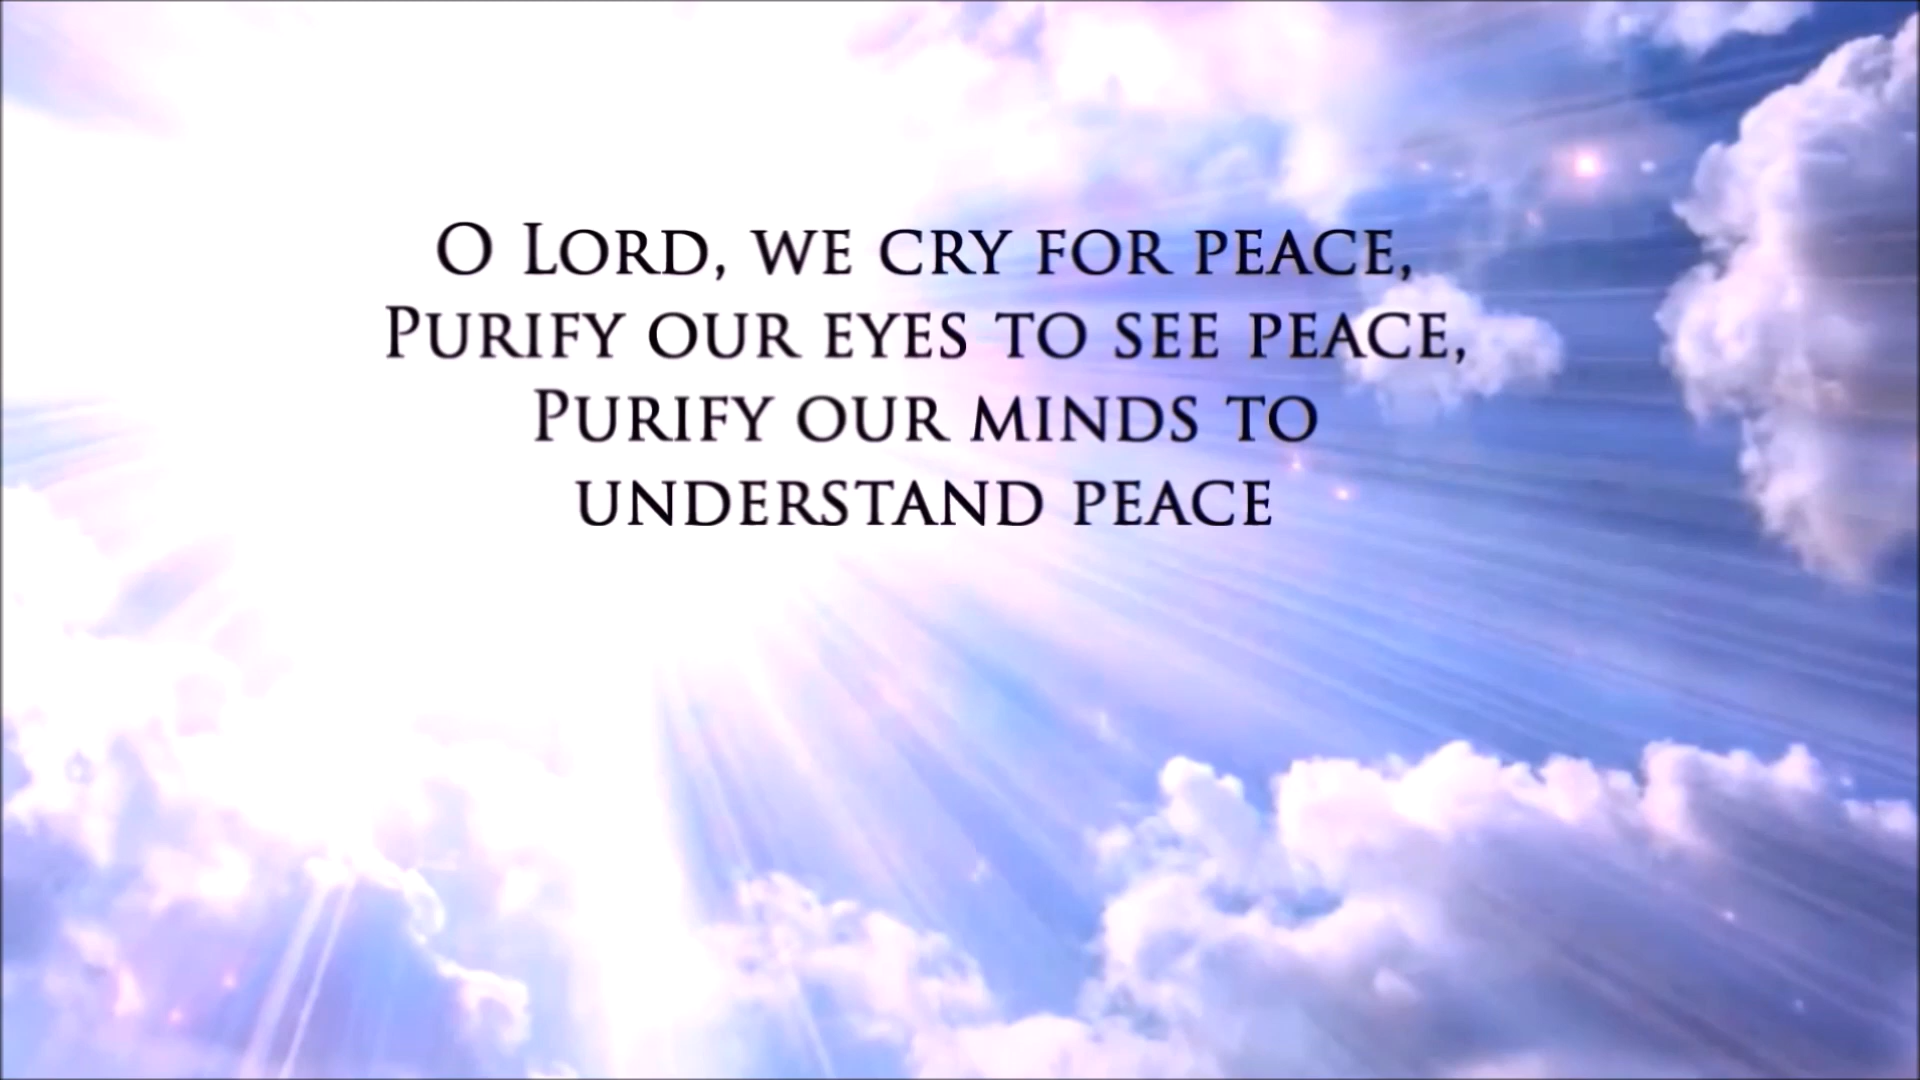 O Lord, we cry for peace,
Purify our eyes to see peace,
Purify our minds to
understand peace